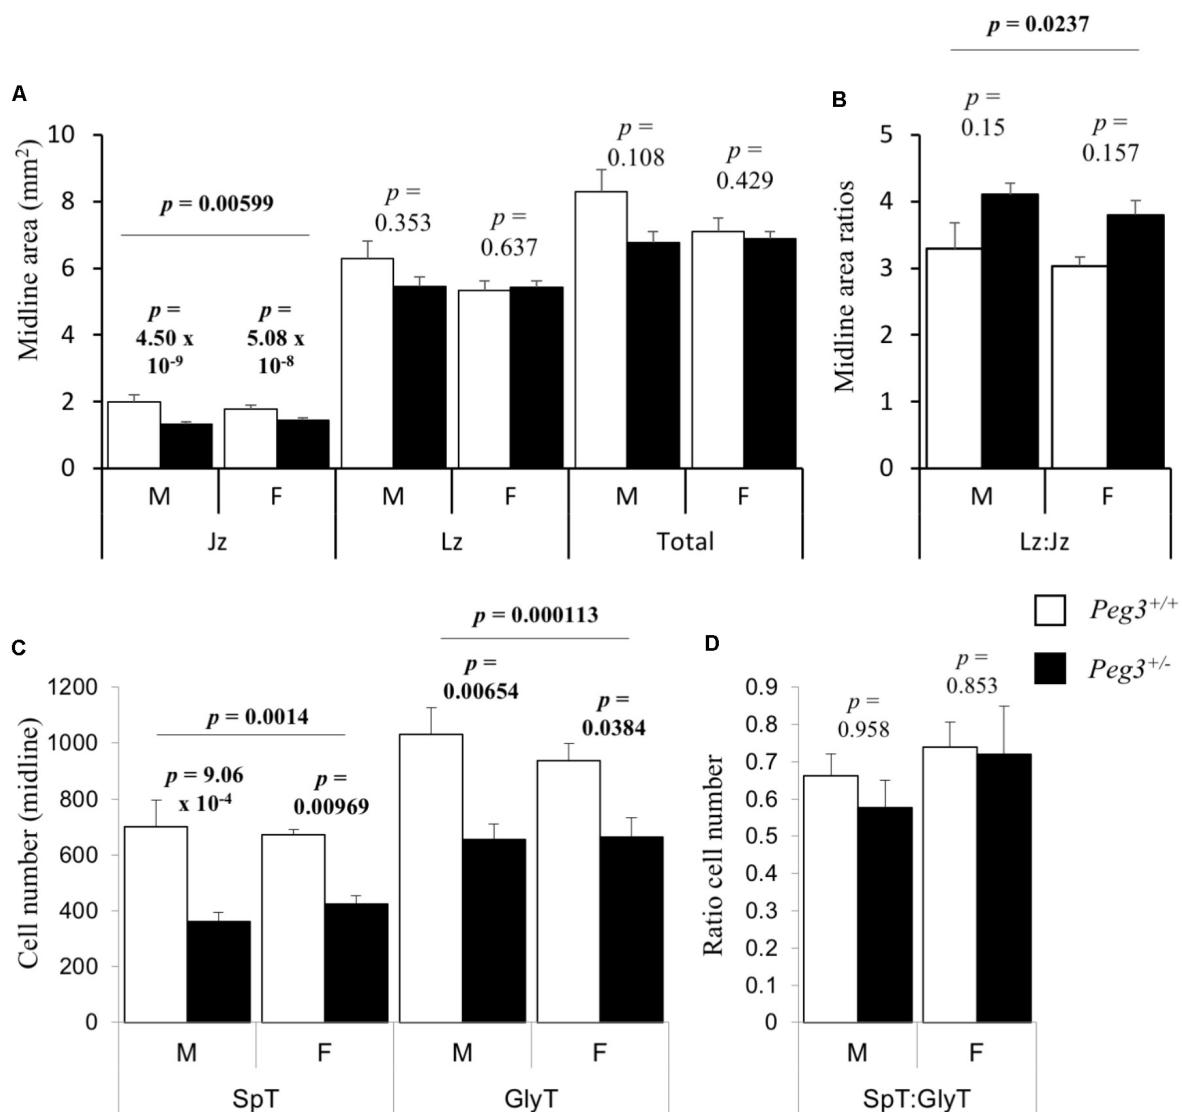 p = 0.0237
A
B
Midline area (mm²)
10
8
6
4
2
0
p = 0.00599
p =
4.50 x
10⁻⁹
p =
5.08 x
10⁻⁸
p =
0.353
p =
0.637
p =
0.108
p =
0.429
M
F
M
F
M
F
Jz
Lz
Total
Midline area ratios
5
4
3
2
1
0
p =
0.15
p =
0.157
M
F
Lz:Jz
Peg3⁺/⁺
Peg3⁺/⁻
C
Cell number (midline)
1200
1000
800
600
400
200
0
p = 0.0014
p = 9.06
x 10⁻⁴
p =
0.00969
p = 0.000113
p =
0.00654
p =
0.0384
M
F
M
F
SpT
GlyT
D
Ratio cell number
0.9
0.8
0.7
0.6
0.5
0.4
0.3
0.2
0.1
0
p =
0.958
p =
0.853
M
F
SpT:GlyT